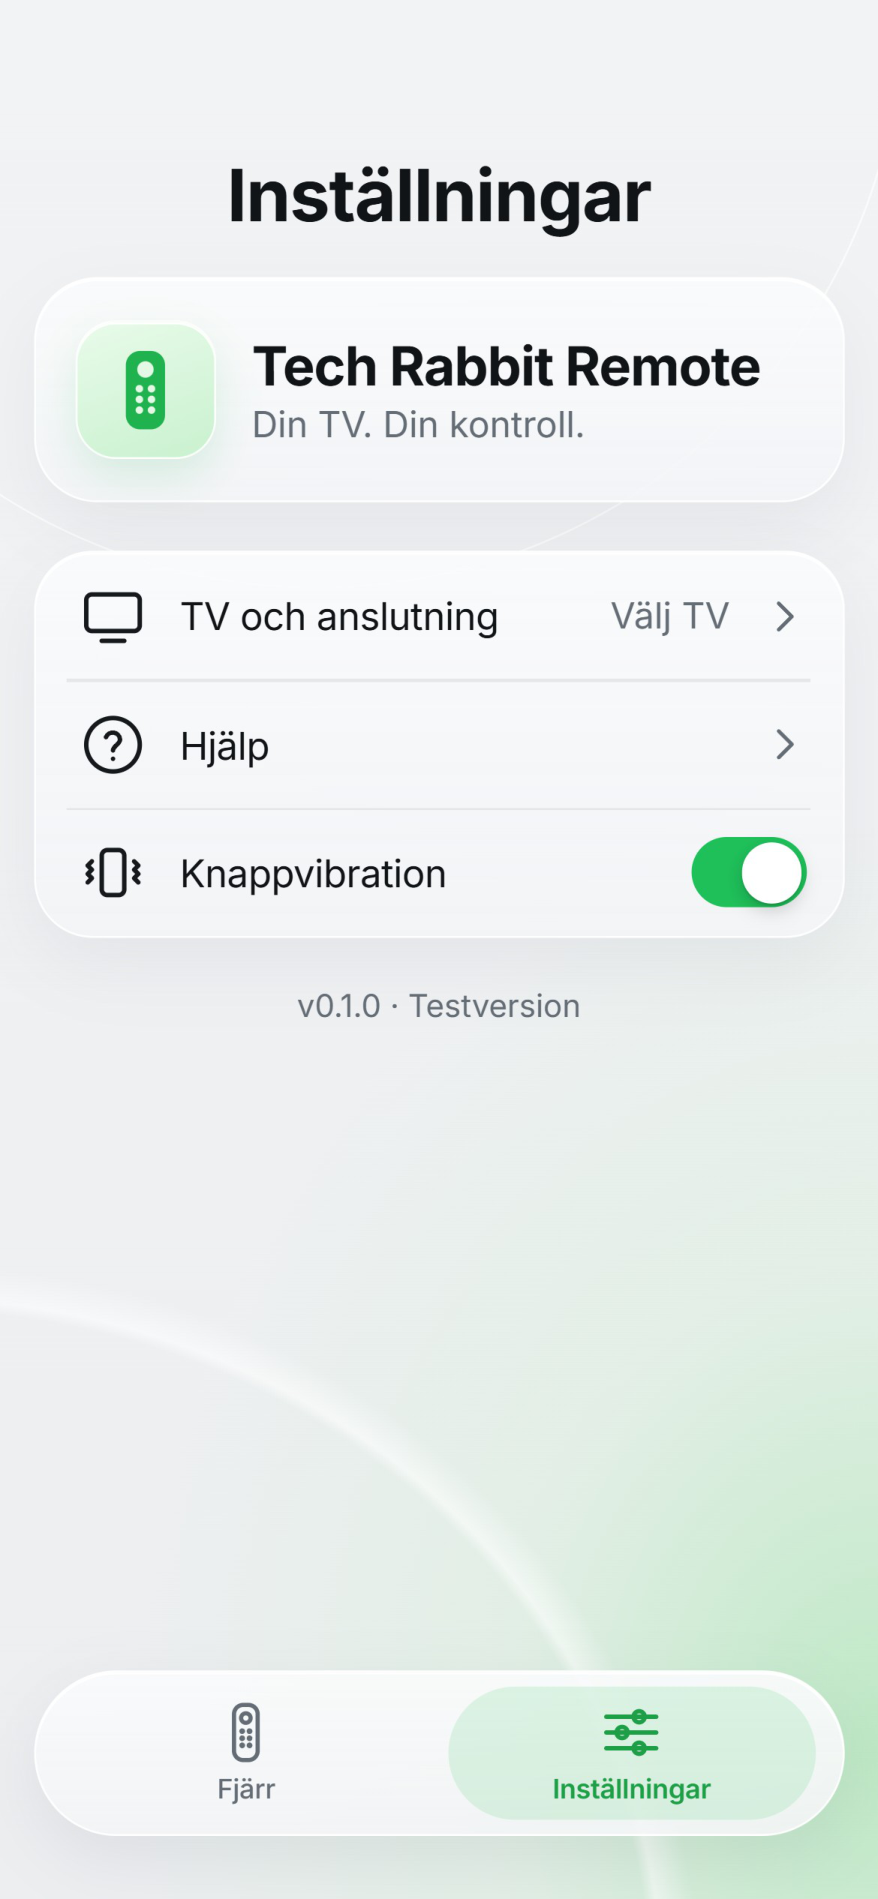 Inställningar
Tech Rabbit Remote
Din TV. Din kontroll.
TV och anslutning Välj TV
Hjälp
Knappvibration
v0.1.0 · Testversion
Fjärr Inställningar